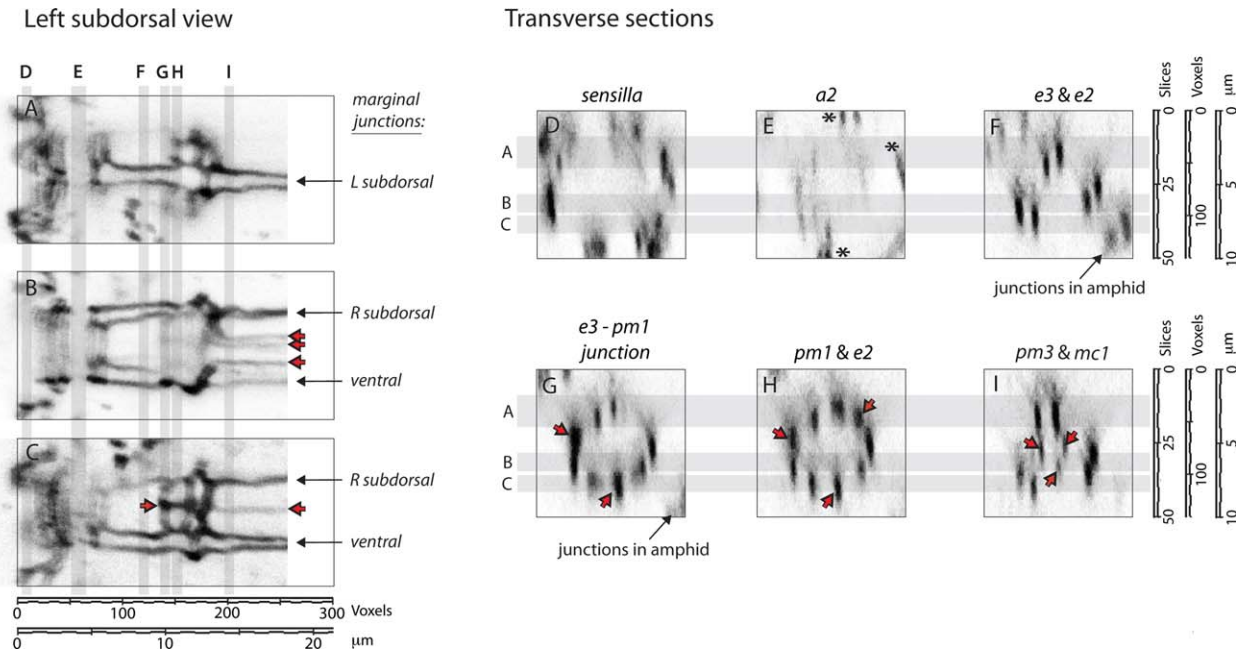 Left subdorsal view
Transverse sections
D E F G H I
A
marginal
junctions:
L subdorsal
B
R subdorsal
ventral
C
R subdorsal
ventral
0 100 200 300 Voxels
0 10 20 µm
sensilla
a2
e3 & e2
D
E
F
*
*
*
A
B
C
junctions in amphid
Slices
Voxels
µm
0
25
50
0
100
0
5
10
e3 - pm1
junction
pm1 & e2
pm3 & mc1
G
H
I
A
B
C
junctions in amphid
Slices
Voxels
µm
0
25
50
0
100
0
5
10